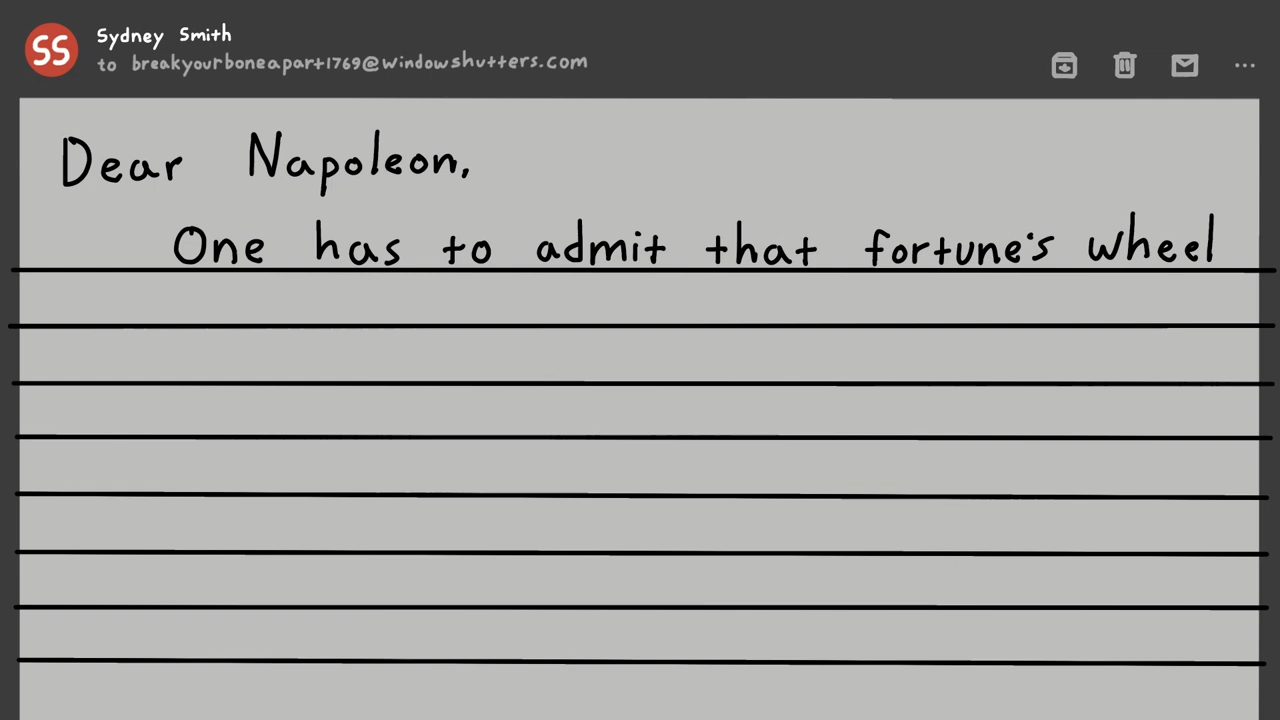 SS
Sydney Smith
to breakyourboneapart1769@windowshutters.com
Dear Napoleon,
One has to admit that fortune's wheel